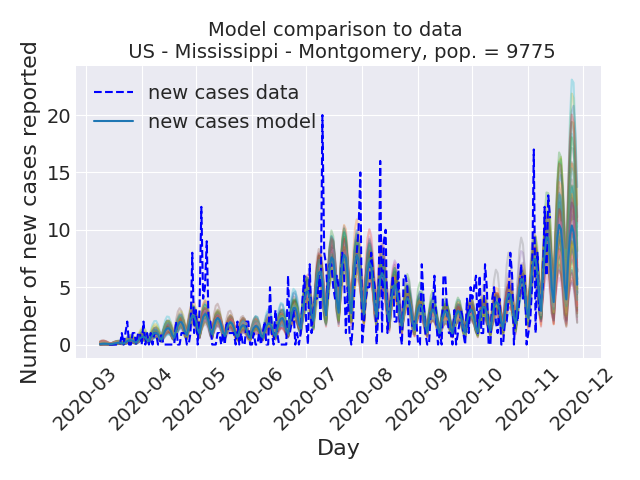 Model comparison to data
US - Mississippi - Montgomery, pop. = 9775
Number of new cases reported
20
15
10
5
0
new cases data
new cases model
2020-03
2020-04
2020-05
2020-06
2020-07
2020-08
2020-09
2020-10
2020-11
2020-12
Day